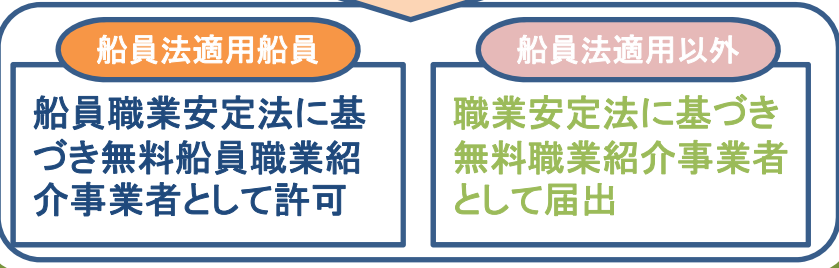 船員法適用船員
船員職業安定法に基
づき無料船員職業紹
介事業者として許可
船員法適用以外
職業安定法に基づき
無料職業紹介事業者
として届出